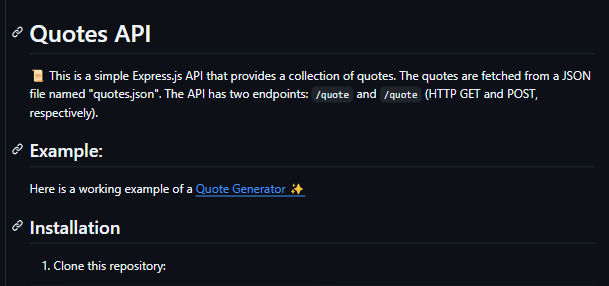 Quotes API
📜 This is a simple Express.js API that provides a collection of quotes. The quotes are fetched from a JSON
file named "quotes.json". The API has two endpoints: /quote and /quote (HTTP GET and POST,
respectively).
Example:
Here is a working example of a Quote Generator ✨
Installation
1. Clone this repository: